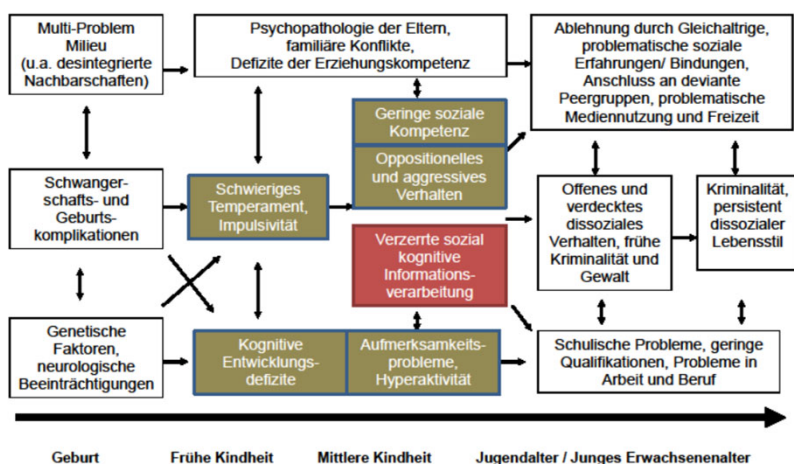 Multi-Problem
Milieu
(u.a. desintegrierte
Nachbarschaften)
Psychopathologie der Eltern,
familiäre Konflikte,
Defizite der Erziehungskompetenz
Ablehnung durch Gleichaltrige,
problematische soziale
Erfahrungen/ Bindungen,
Anschluss an deviante
Peergruppen, problematische
Mediennutzung und Freizeit
Geringe soziale
Kompetenz
Oppositionelles
und aggressives
Verhalten
Schwanger-
schafts- und
Geburts-
komplikationen
Schwieriges
Temperament,
Impulsivität
Verzerrte sozial
kognitive
Informations-
verarbeitung
Offenes und
verdecktes
dissoziales
Verhalten, frühe
Kriminalität und
Gewalt
Kriminalität,
persistent
dissozialer
Lebensstil
Genetische
Faktoren,
neurologische
Beeinträchtigungen
Kognitive
Entwicklungs-
defizite
Aufmerksamkeits-
probleme,
Hyperaktivität
Schulische Probleme, geringe
Qualifikationen, Probleme in
Arbeit und Beruf
Geburt Frühe Kindheit Mittlere Kindheit Jugendalter / Junges Erwachsenenalter